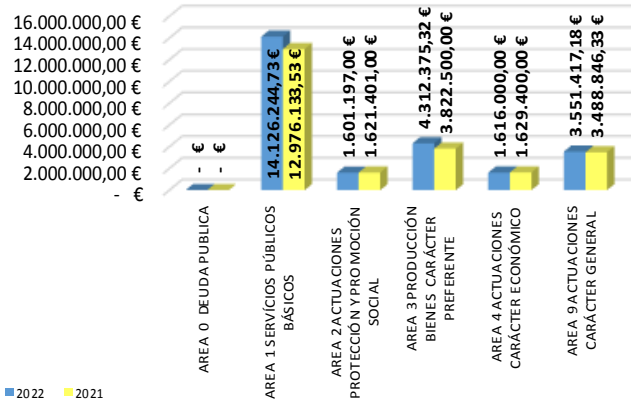 16.000.000,00 €
14.000.000,00 €
12.000.000,00 €
10.000.000,00 €
8.000.000,00 €
6.000.000,00 €
4.000.000,00 €
2.000.000,00 €
- €
- €
- €
14.126.244,73 €
12.976.133,53 €
1.601.197,00 €
1.621.401,00 €
4.312.375,32 €
3.822.500,00 €
1.616.000,00 €
1.629.400,00 €
3.551.417,18 €
3.488.846,33 €
AREA 0 DEUDA PUBLICA
AREA 1 SERVÍCIOS PÚBLICOS
BÁSICOS
AREA 2 ACTUACIONES
PROTECCIÓN Y PROMOCIÓN
SOCIAL
AREA 3 PRODUCCIÓN
BIENES CARÁCTER
PREFERENTE
AREA 4 ACTUACIONES
CARÁCTER ECONÓMICO
AREA 9 ACTUACIONES
CARÁCTER GENERAL
2022
2021